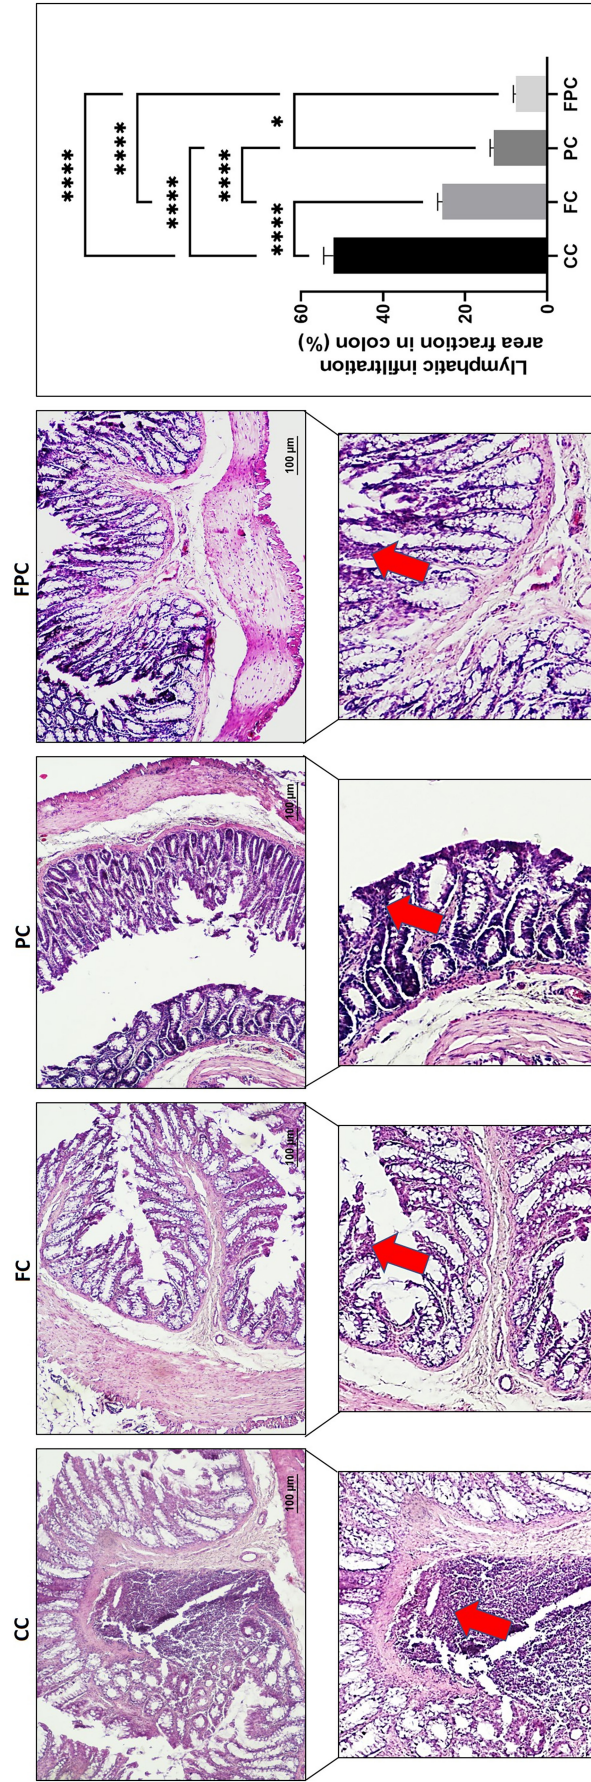 CC
FC
PC
FPC
100 µm
100 µm
100 µm
100 µm
****
****
****
****
****
*
Llymphatic infiltration
area fraction in colon (%)
60
40
20
0
CC
FC
PC
FPC